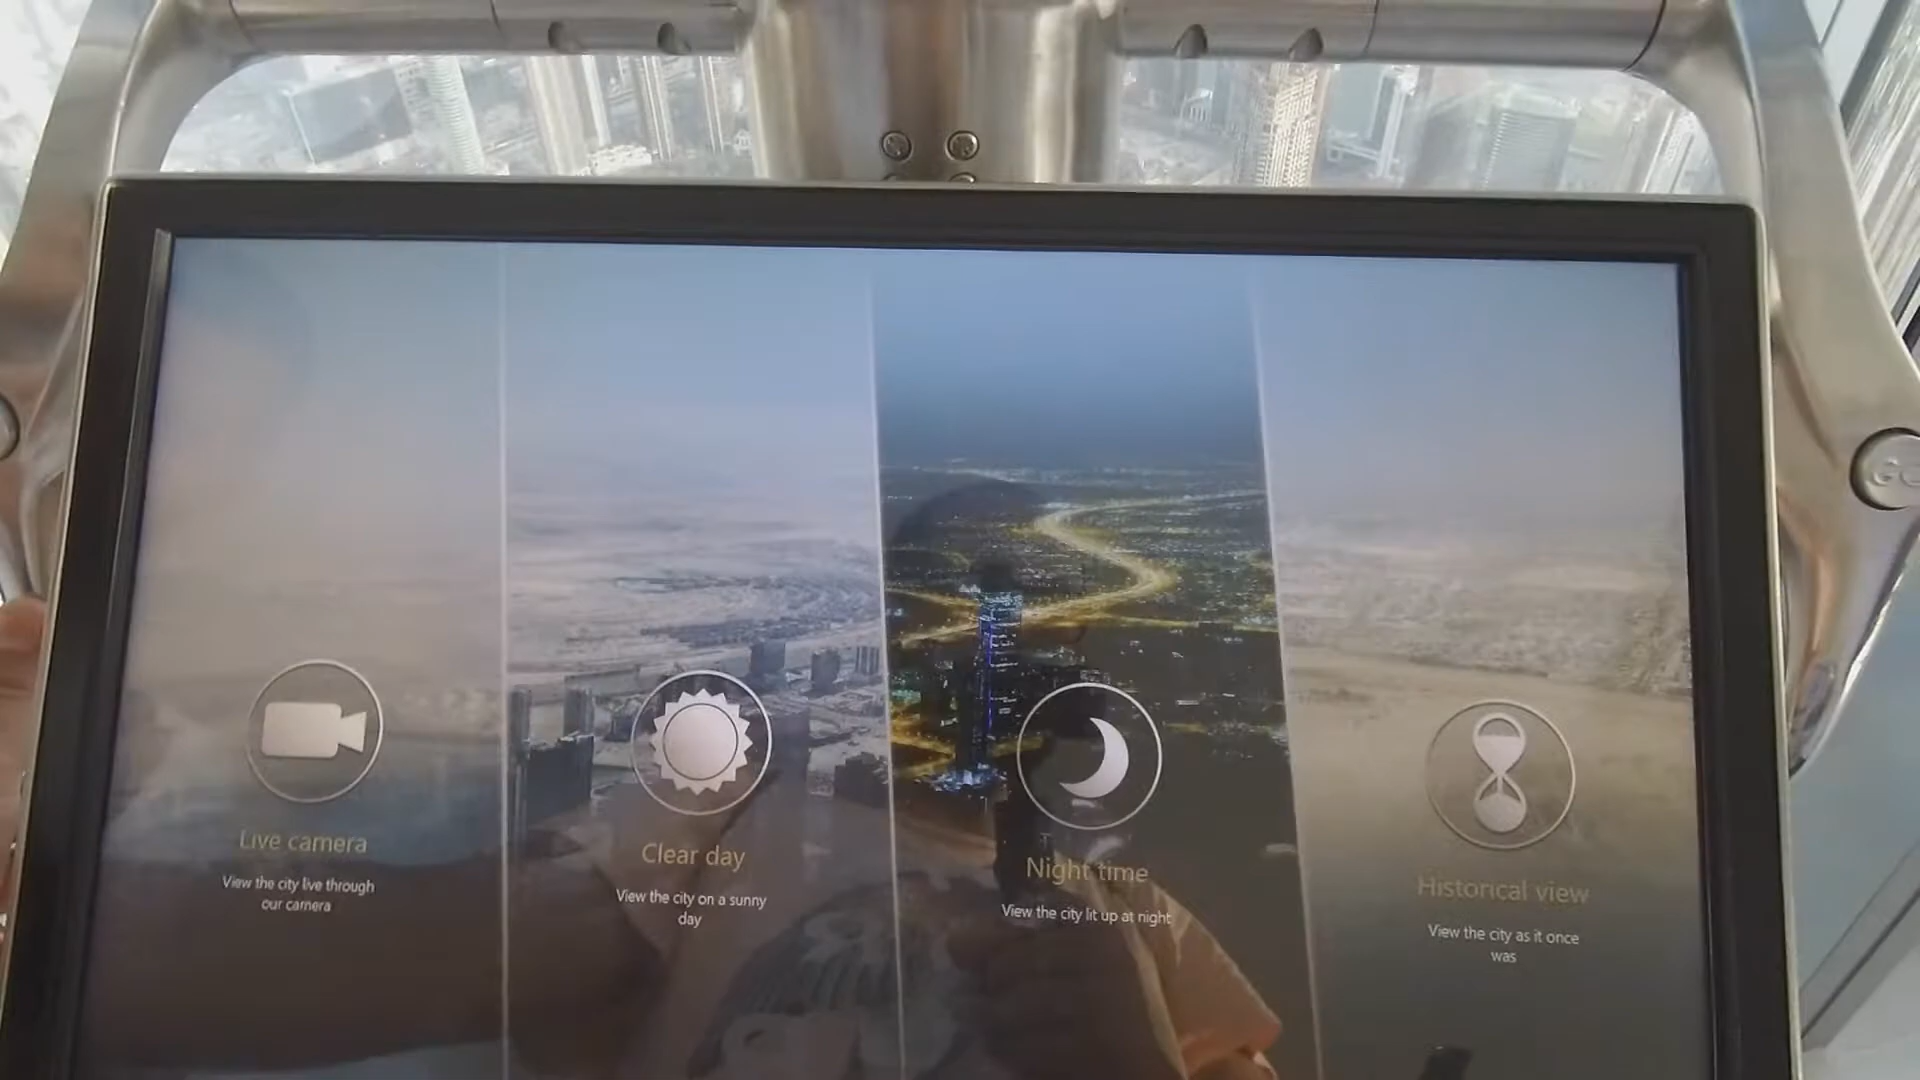 Live camera
View the city live through
our camera
Clear day
View the city on a sunny
day
Night time
View the city lit up at night
Historical view
View the city as it once
was